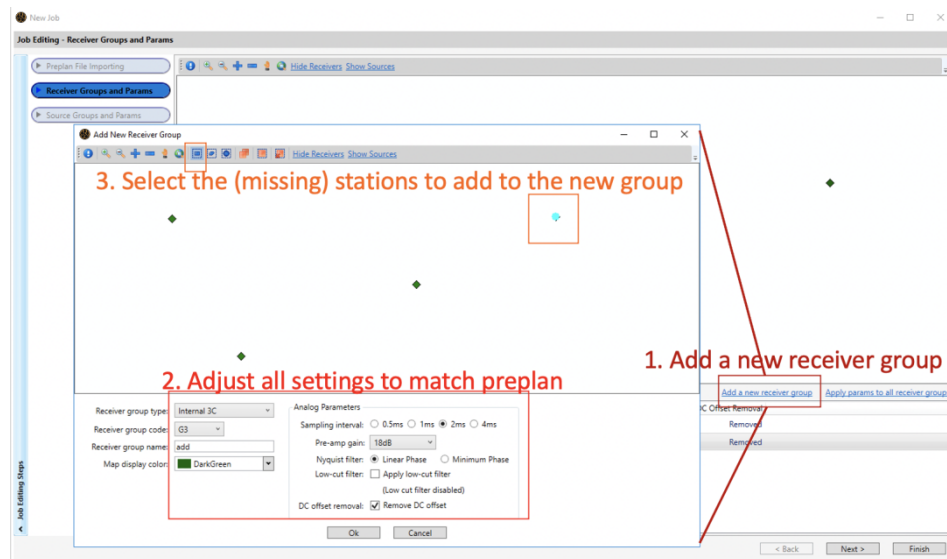 New Job
Job Editing - Receiver Groups and Params
Preplan File Importing
Hide Receivers Show Sources
Receiver Groups and Params
Source Groups and Params
Add New Receiver Group
Hide Receivers Show Sources
3. Select the (missing) stations to add to the new group
1. Add a new receiver group
2. Adjust all settings to match preplan
Add a new receiver group Apply params to all receiver group
DC Offset Removal
Removed
Removed
Receiver group type: Internal 3C
Receiver group code: G3
Receiver group name: add
Map display color: DarkGreen
Analog Parameters
Sampling interval: 0.5ms 1ms 2ms 4ms
Pre-amp gain: 18dB
Nyquist filter: Linear Phase Minimum Phase
Low-cut filter: Apply low-cut filter
(Low cut filter disabled)
DC offset removal: Remove DC offset
Ok Cancel
Job Editing Steps
< Back Next > Finish